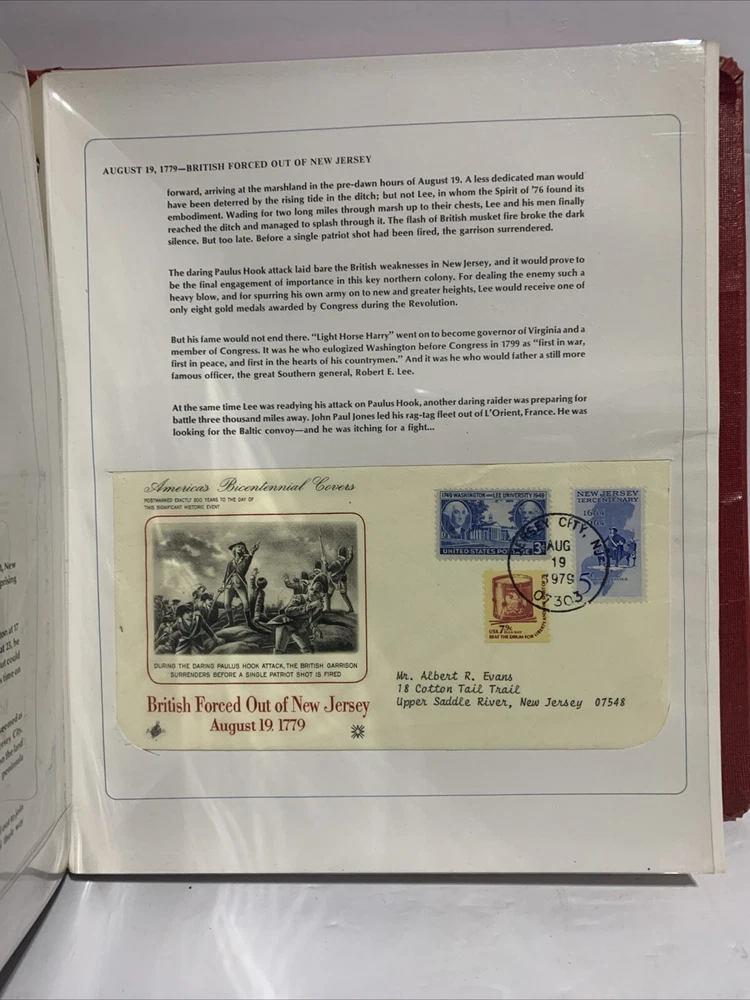 AUGUST 19, 1779—BRITISH FORCED OUT OF NEW JERSEY
forward, arriving at the marshland in the pre-dawn hours of August 19. A less dedicated man would
have been deterred by the rising tide in the ditch; but not Lee, in whom the Spirit of '76 found its
embodiment. Wading for two long miles through marsh up to their chests, Lee and his men finally
reached the ditch and managed to splash through it. The flash of British musket fire broke the dark
silence. But too late. Before a single patriot shot had been fired, the garrison surrendered.
The daring Paulus Hook attack laid bare the British weaknesses in New Jersey, and it would prove to
be the final engagement of importance in this key northern colony. For dealing the enemy such a
heavy blow, and for spurring his own army on to new and greater heights, Lee would receive one of
only eight gold medals awarded by Congress during the Revolution.
But his fame would not end there. "Light Horse Harry" went on to become governor of Virginia and a
member of Congress. It was he who eulogized Washington before Congress in 1799 as "first in war,
first in peace, and first in the hearts of his countrymen." And it was he who would father a still more
famous officer, the great Southern general, Robert E. Lee.
At the same time Lee was readying his attack on Paulus Hook, another daring raider was preparing for
battle three thousand miles away. John Paul Jones led his rag-tag fleet out of L'Orient, France. He was
looking for the Baltic convoy—and he was itching for a fight...
America's Bicentennial Covers
POSTMARKED EXACTLY 200 YEARS TO THE DAY OF
THIS SIGNIFICANT HISTORIC EVENT
DURING THE DARING PAULUS HOOK ATTACK, THE BRITISH GARRISON
SURRENDERS BEFORE A SINGLE PATRIOT SHOT IS FIRED
British Forced Out of New Jersey
August 19, 1779
1749 WASHINGTON—LEE UNIVERSITY 1949
3¢
UNITED STATES POSTAGE
NEW JERSEY
TERCENTENARY
1664
1964
5
JERSEY CITY, NJ
AUG
19
1979
07303
USA 7.9c
BEAT THE DRUM FOR LIBERTY AND
Mr. Albert R. Evans
18 Cotton Tail Trail
Upper Saddle River, New Jersey 07548